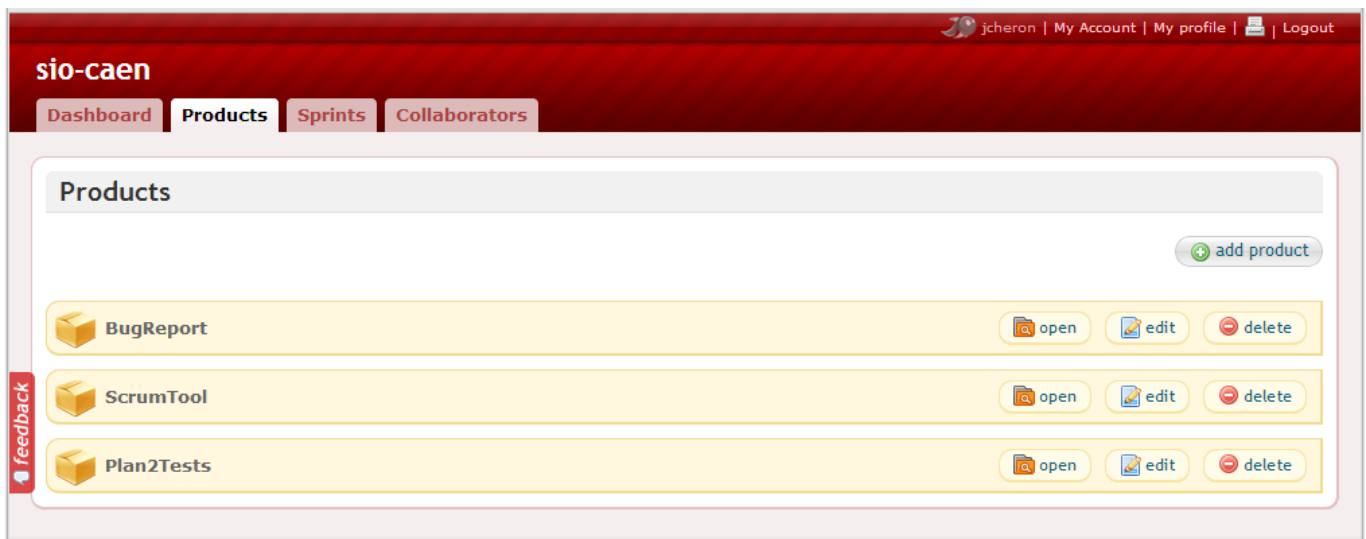 jcheron | My Account | My profile | | Logout
sio-caen
Dashboard Products Sprints Collaborators
Products
add product
BugReport open edit delete
ScrumTool open edit delete
Plan2Tests open edit delete
feedback